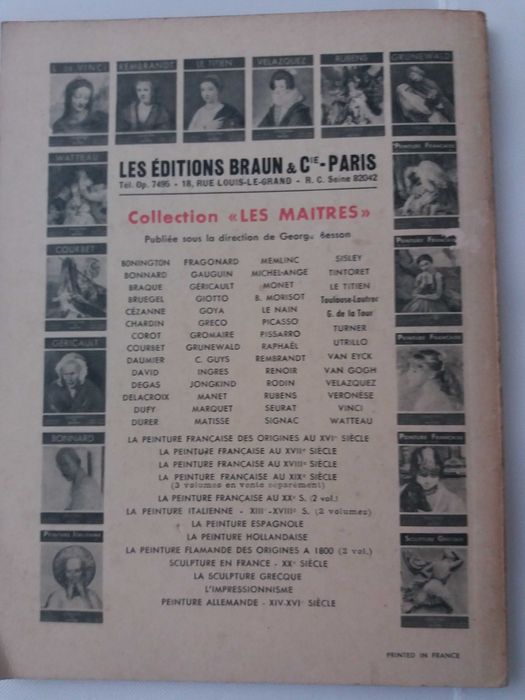 L. DE VINCI
REMBRANDT
LE TITIEN
VELAZQUEZ
RUBENS
GRUNEWALD
WATTEAU
PEINTURE FRANÇAISE
LES ÉDITIONS BRAUN & CIE - PARIS
Tél. Op. 7495 - 18, RUE LOUIS-LE-GRAND - R. C. Seine 82042
Collection «LES MAITRES»
Publiée sous la direction de George Besson
COURBET
PEINTURE FRANÇAISE
BONINGTON FRAGONARD MEMLINC SISLEY
BONNARD GAUGUIN MICHEL-ANGE TINTORET
BRAQUE GÉRICAULT MONET LE TITIEN
BRUEGEL GIOTTO B. MORISOT Toulouse-Lautrec
CÉZANNE GOYA LE NAIN G. de la Tour
CHARDIN GRECO PICASSO TURNER
COROT GROMAIRE PISSARRO UTRILLO
COURBET GRUNEWALD RAPHAËL VAN EYCK
DAUMIER C. GUYS REMBRANDT VAN GOGH
DAVID INGRES RENOIR VELAZQUEZ
DEGAS JONGKIND RODIN VÉRONÈSE
DELACROIX MANET RUBENS VINCI
DUFY MARQUET SEURAT WATTEAU
DURER MATISSE SIGNAC
GÉRICAULT
PEINTURE FRANÇAISE
BONNARD
PEINTURE FRANÇAISE
LA PEINTURE FRANÇAISE DES ORIGINES AU XVIe SIÈCLE
LA PEINTURE FRANÇAISE AU XVIIe SIÈCLE
LA PEINTURE FRANÇAISE AU XVIIIe SIÈCLE
LA PEINTURE FRANÇAISE AU XIXe SIÈCLE
(3 volumes en vente séparément)
LA PEINTURE FRANÇAISE AU XXe S. (2 vol.)
LA PEINTURE ITALIENNE - XIIIe-XVIIIe S. (2 volumes)
LA PEINTURE ESPAGNOLE
LA PEINTURE HOLLANDAISE
LA PEINTURE FLAMANDE DES ORIGINES A 1800 (2 vol.)
SCULPTURE EN FRANCE - XXe SIÈCLE
LA SCULPTURE GRECQUE
L'IMPRESSIONNISME
PEINTURE ALLEMANDE - XIV-XVIe SIÈCLE
PEINTURE ITALIENNE
SCULPTURE GRECQUE
PRINTED IN FRANCE